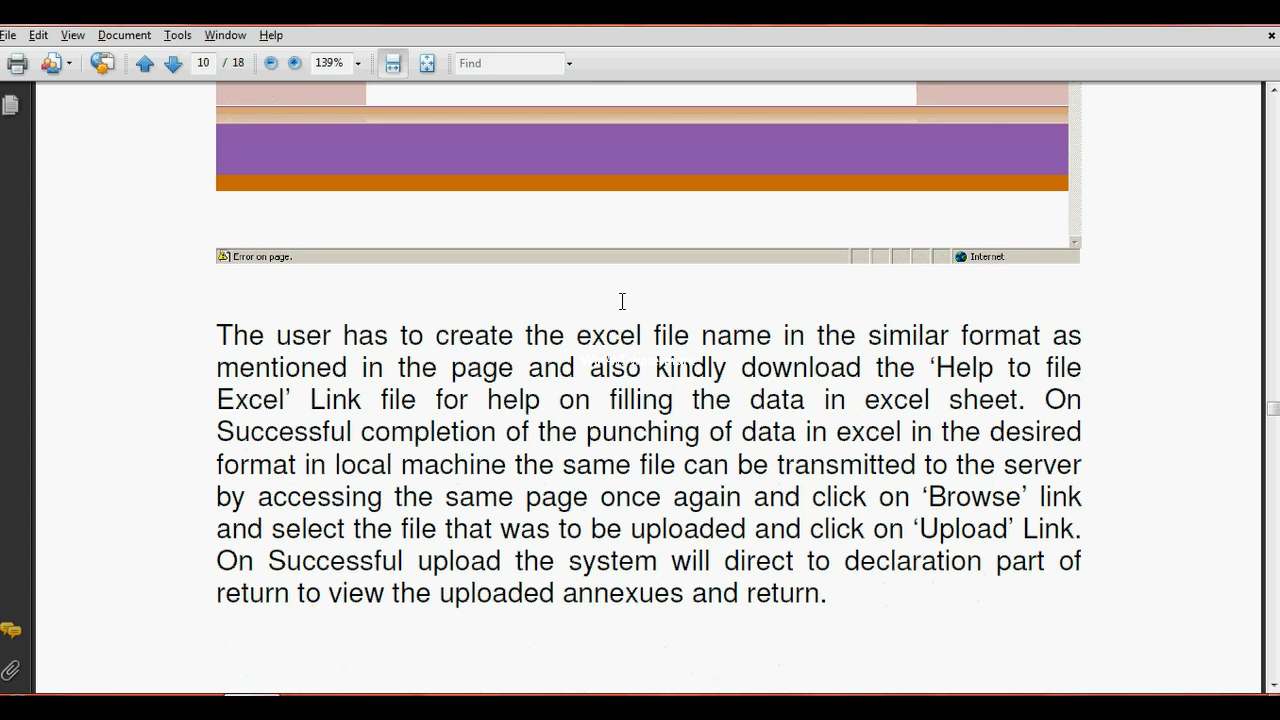 File Edit View Document Tools Window Help
10 / 18 139% Find
Error on page. Internet
The user has to create the excel file name in the similar format as
mentioned in the page and also kindly download the ‘Help to file
Excel’ Link file for help on filling the data in excel sheet. On
Successful completion of the punching of data in excel in the desired
format in local machine the same file can be transmitted to the server
by accessing the same page once again and click on ‘Browse’ link
and select the file that was to be uploaded and click on ‘Upload’ Link.
On Successful upload the system will direct to declaration part of
return to view the uploaded annexues and return.